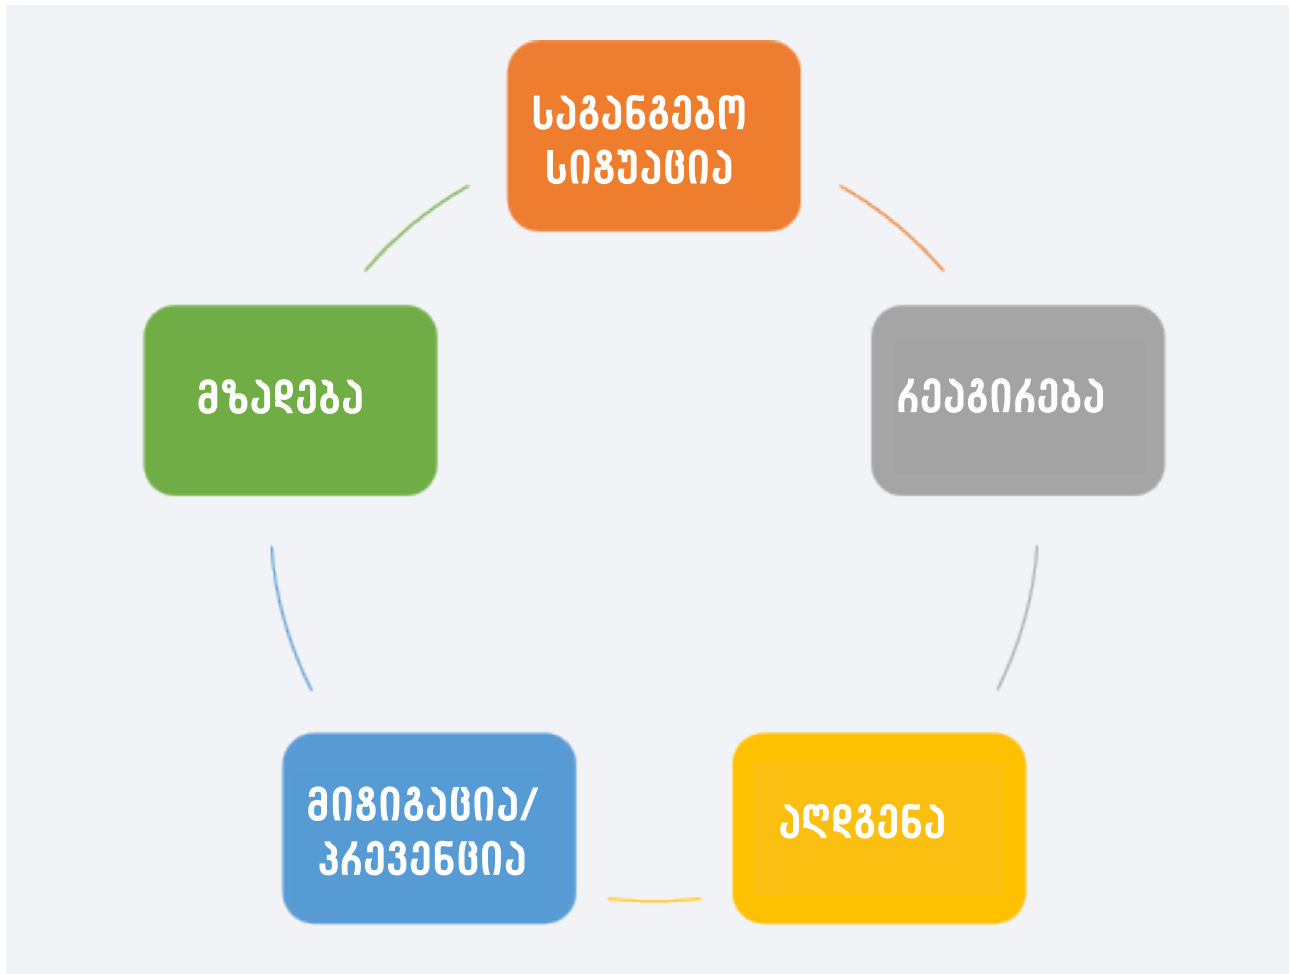 საგანგებო
სიტუაცია
მზადება
რეაგირება
მიტიგაცია/
პრევენცია
აღდგენა